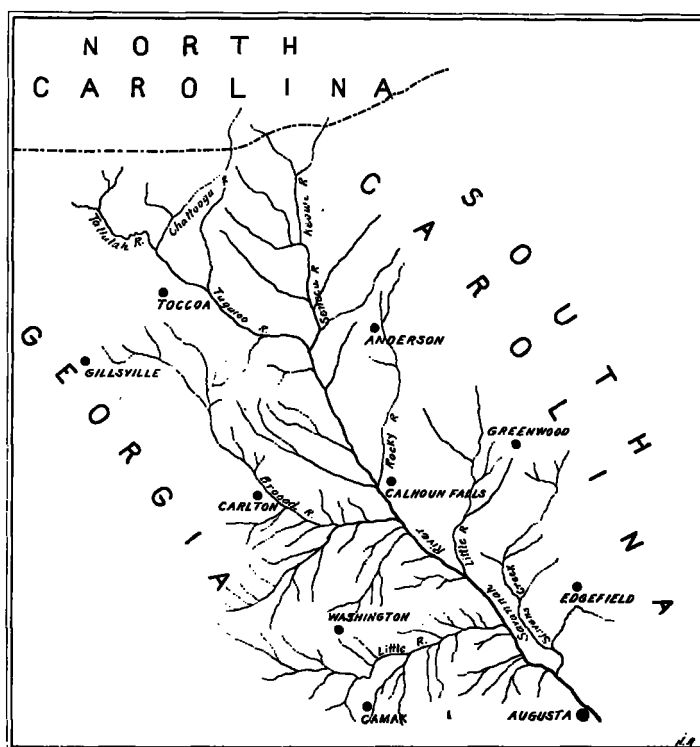 NORTH
CAROLINA
SOUTH
CAROLINA
GEORGIA
Tallulah R.
Chattooga R
Keowee R
Seneca R
TOCCOA
Tugaloo R.
ANDERSON
GILLSVILLE
Rocky R
GREENWOOD
CALHOUN FALLS
CARLTON
Broad R.
Savannah River
Little R
Stevens Creek
EDGEFIELD
WASHINGTON
Little R.
CAMAK
AUGUSTA